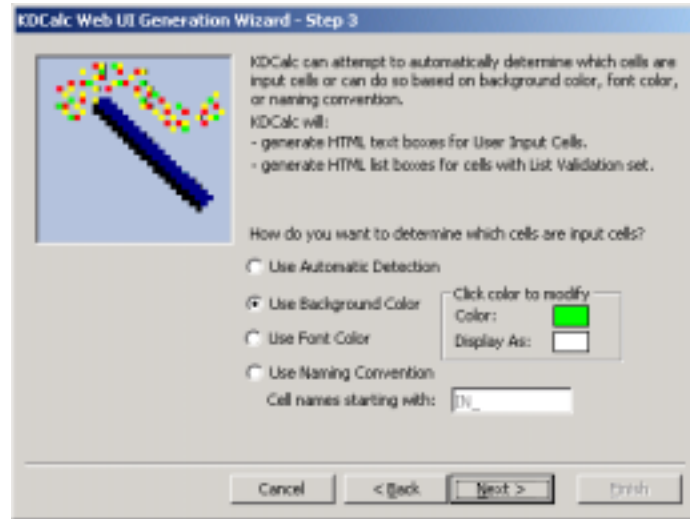 KDCalc Web UI Generation Wizard - Step 3
KDCalc can attempt to automatically determine which cells are
input cells or can do so based on background color, font color,
or naming convention.
KDCalc will:
- generate HTML text boxes for User Input Cells.
- generate HTML list boxes for cells with List Validation set.
How do you want to determine which cells are input cells?
Use Automatic Detection
Use Background Color
Click color to modify
Color:
Use Font Color
Display As:
Use Naming Convention
Cell names starting with: IN_
Cancel < Back Next > Finish